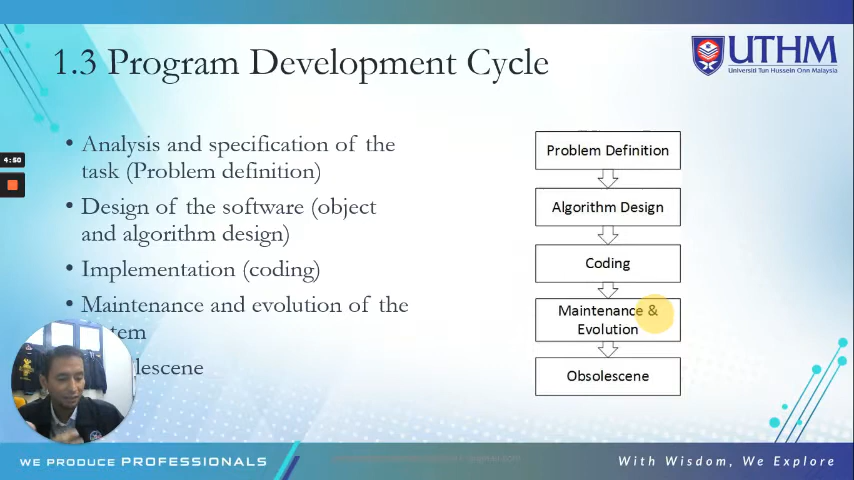 1.3 Program Development Cycle
UTHM
Universiti Tun Hussein Onn Malaysia
• Analysis and specification of the
task (Problem definition)
• Design of the software (object
and algorithm design)
• Implementation (coding)
• Maintenance and evolution of the
tem
lescene
4:50
Problem Definition
Algorithm Design
Coding
Maintenance &
Evolution
Obsolescene
WE PRODUCE PROFESSIONALS
With Wisdom, We Explore